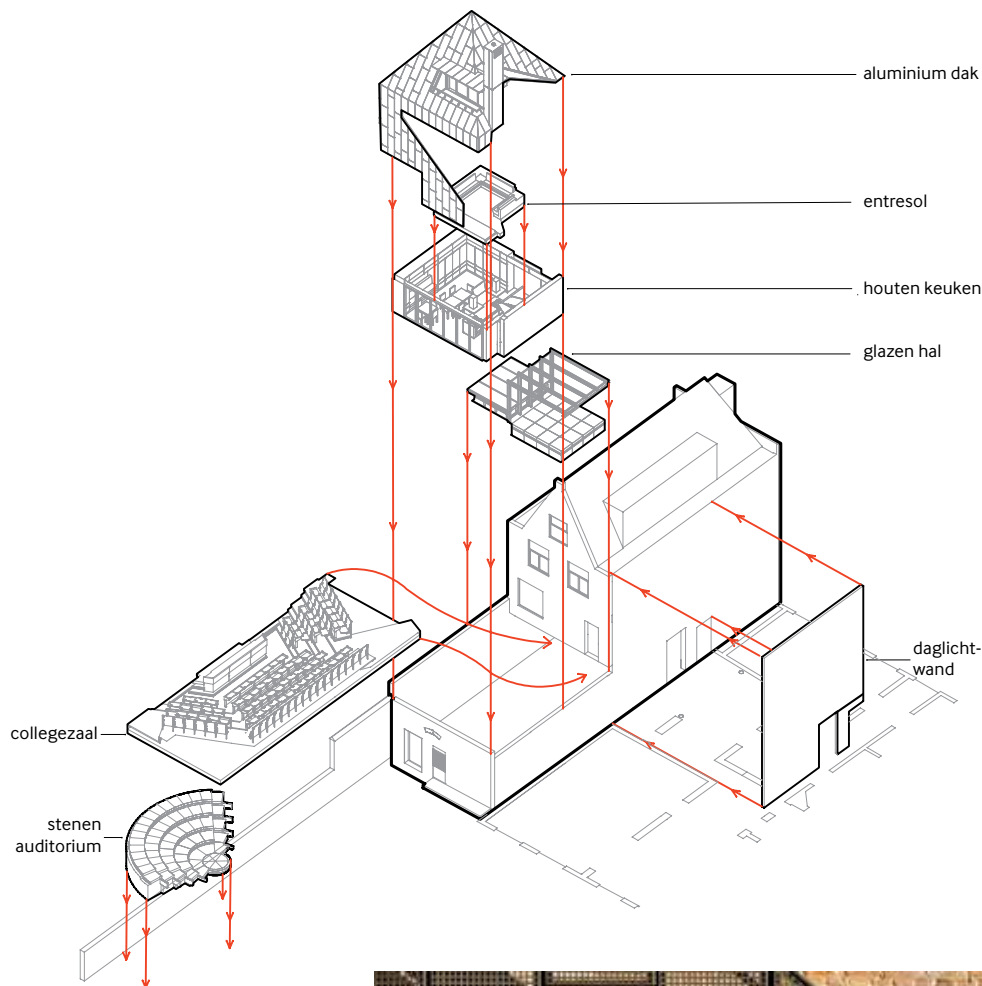 aluminium dak
entresol
houten keuken
glazen hal
daglicht-
wand
collegezaal
stenen
auditorium